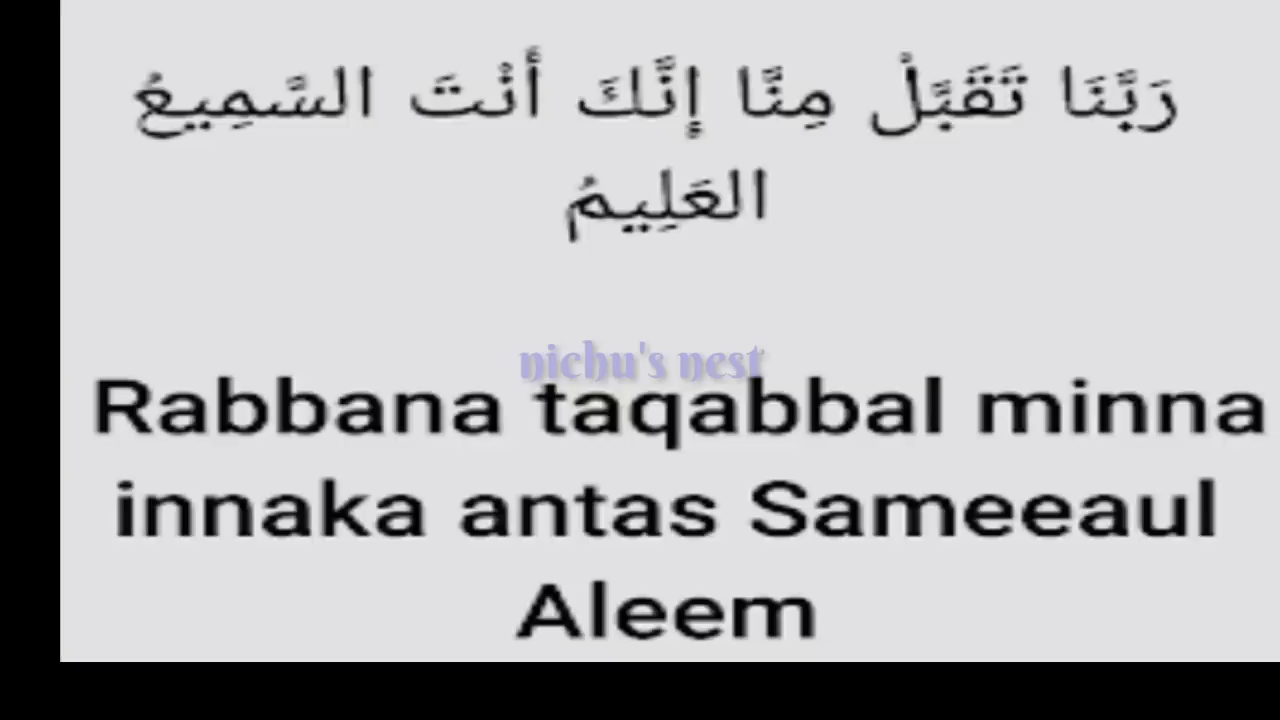 رَبَّنَا تَقَبَّلْ مِنَّا إِنَّكَ أَنْتَ السَّمِيعُ
العَلِيمُ
nichu's nest
Rabbana taqabbal minna
innaka antas Sameeaul
Aleem